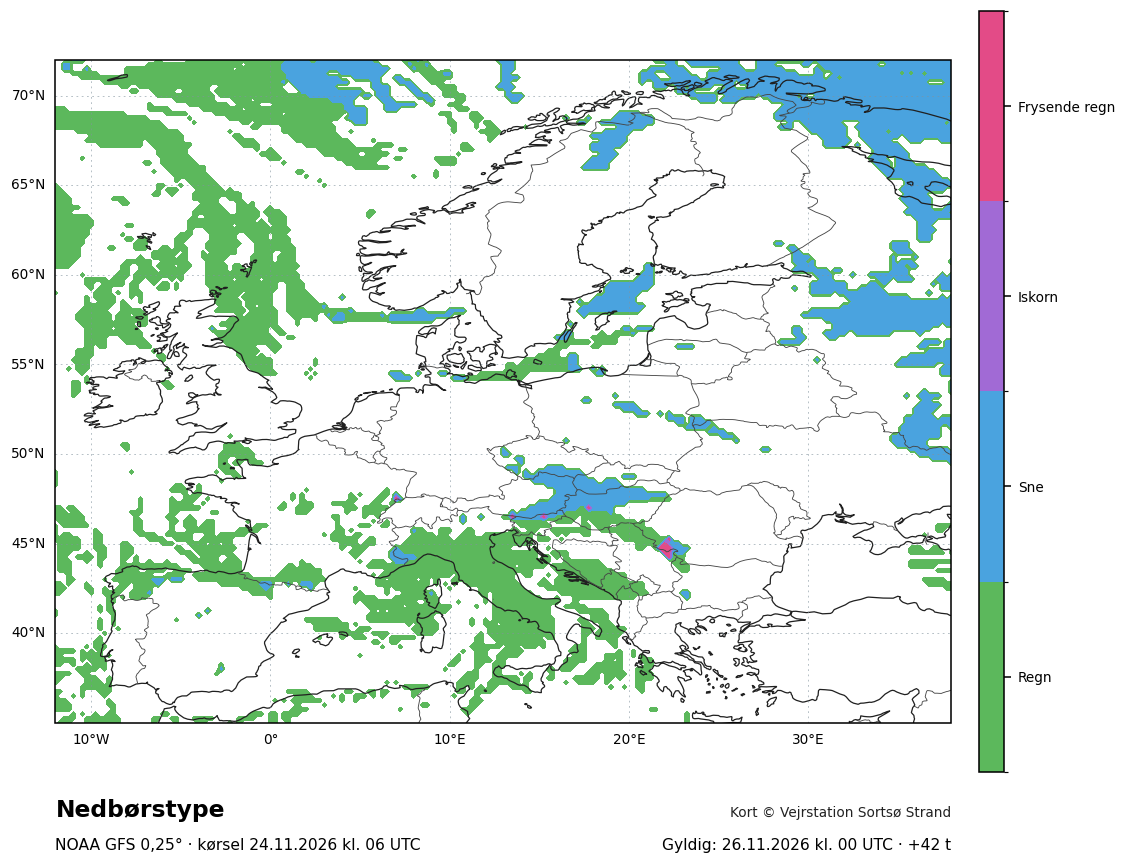 Frysende regn
Iskorn
Sne
Regn
70°N
65°N
60°N
55°N
50°N
45°N
40°N
10°W
0°
10°E
20°E
30°E
Nedbørstype
Kort © Vejrstation Sortsø Strand
NOAA GFS 0,25° · kørsel 24.11.2026 kl. 06 UTC
Gyldig: 26.11.2026 kl. 00 UTC · +42 t